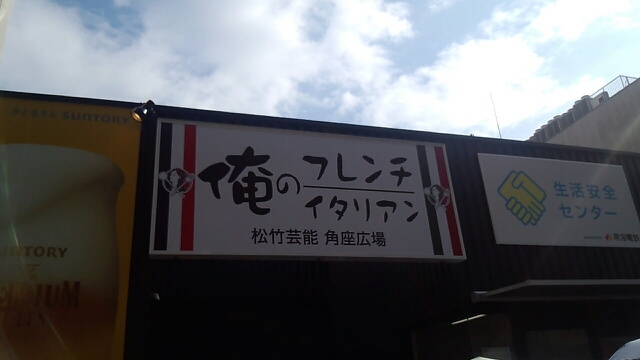 SUNTORY
SUNTORY
俺の
フレンチ
イタリアン
松竹芸能 角座広場
生活安全
センター